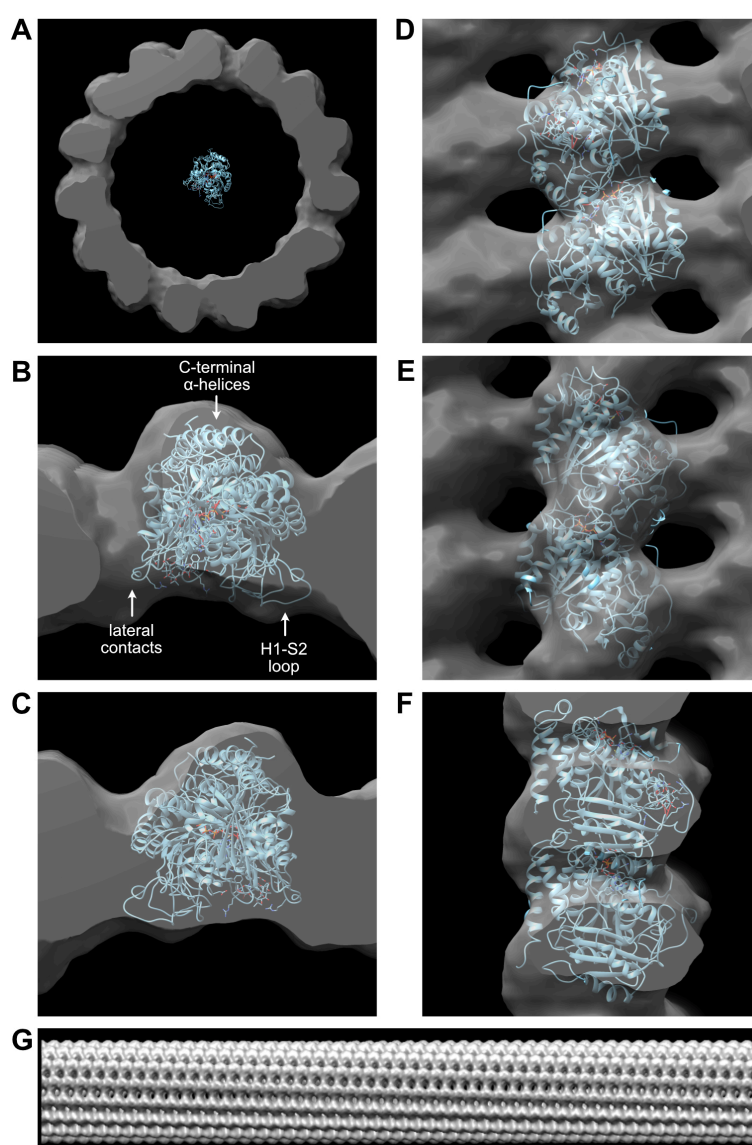 A
B
C-terminal
α-helices
lateral
contacts
H1-S2
loop
C
D
E
F
G